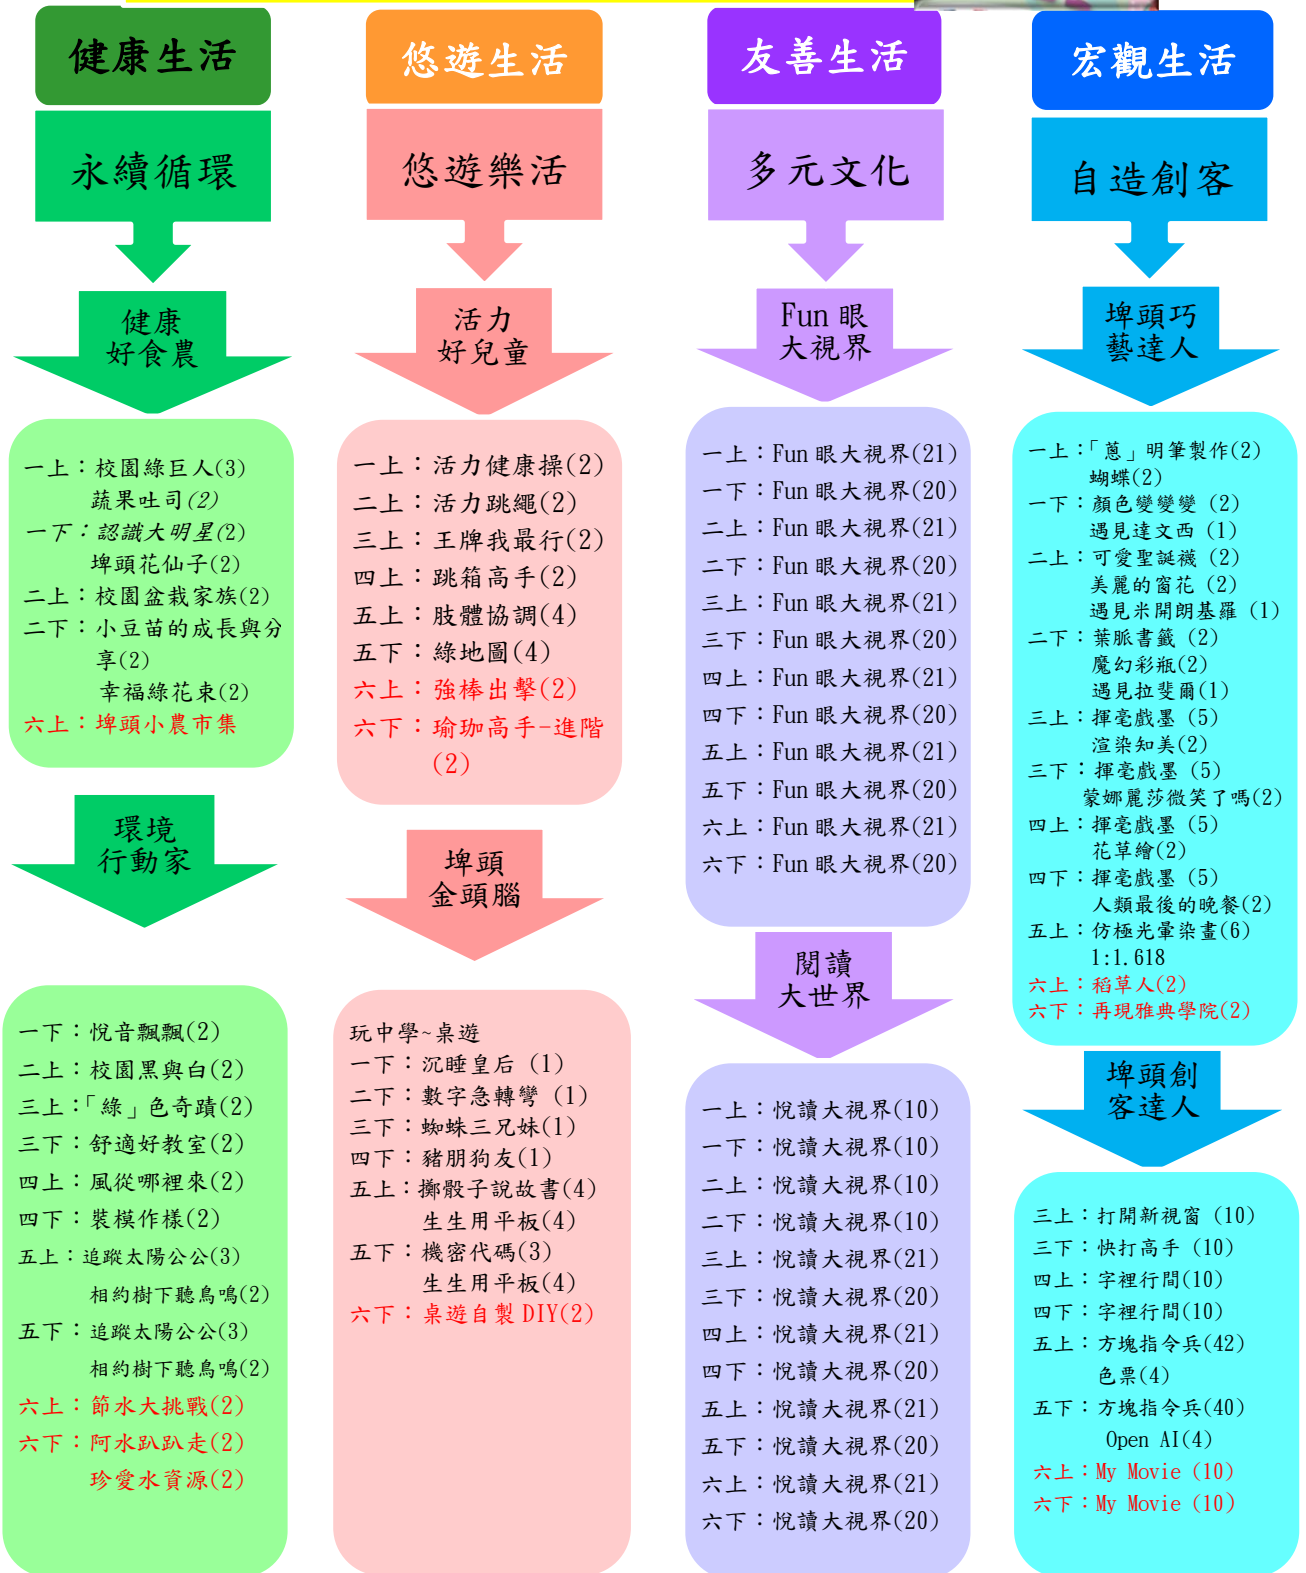 健康生活
永續循環
健康
好食農
一上：校園綠巨人(3)
蔬果吐司(2)
一下：認識大明星(2)
埤頭花仙子(2)
二上：校園盆栽家族(2)
二下：小豆苗的成長與分
享(2)
幸福綠花束(2)
六上：埤頭小農市集
環境
行動家
一下：悅音飄飄(2)
二上：校園黑與白(2)
三上：「綠」色奇蹟(2)
三下：舒適好教室(2)
四上：風從哪裡來(2)
四下：裝模作樣(2)
五上：追蹤太陽公公(3)
相約樹下聽鳥鳴(2)
五下：追蹤太陽公公(3)
相約樹下聽鳥鳴(2)
六上：節水大挑戰(2)
六下：阿水趴趴走(2)
珍愛水資源(2)
悠遊生活
悠遊樂活
活力
好兒童
一上：活力健康操(2)
二上：活力跳繩(2)
三上：王牌我最行(2)
四上：跳箱高手(2)
五上：肢體協調(4)
五下：綠地圖(4)
六上：強棒出擊(2)
六下：瑜珈高手-進階
(2)
埤頭
金頭腦
玩中學~桌遊
一下：沉睡皇后 (1)
二下：數字急轉彎 (1)
三下：蜘蛛三兄妹(1)
四下：豬朋狗友(1)
五上：擲骰子說故書(4)
生生用平板(4)
五下：機密代碼(3)
生生用平板(4)
六下：桌遊自製 DIY(2)
友善生活
多元文化
Fun 眼
大視界
一上：Fun 眼大視界(21)
一下：Fun 眼大視界(20)
二上：Fun 眼大視界(21)
二下：Fun 眼大視界(20)
三上：Fun 眼大視界(21)
三下：Fun 眼大視界(20)
四上：Fun 眼大視界(21)
四下：Fun 眼大視界(20)
五上：Fun 眼大視界(21)
五下：Fun 眼大視界(20)
六上：Fun 眼大視界(21)
六下：Fun 眼大視界(20)
閱讀
大世界
一上：悅讀大視界(10)
一下：悅讀大視界(10)
二上：悅讀大視界(10)
二下：悅讀大視界(10)
三上：悅讀大視界(21)
三下：悅讀大視界(20)
四上：悅讀大視界(21)
四下：悅讀大視界(20)
五上：悅讀大視界(21)
五下：悅讀大視界(20)
六上：悅讀大視界(21)
六下：悅讀大視界(20)
宏觀生活
自造創客
埤頭巧
藝達人
一上：「蔥」明筆製作(2)
蝴蝶(2)
一下：顏色變變變 (2)
遇見達文西 (1)
二上：可愛聖誕襪 (2)
美麗的窗花 (2)
遇見米開朗基羅 (1)
二下：葉脈書籤 (2)
魔幻彩瓶(2)
遇見拉斐爾(1)
三上：揮毫戲墨 (5)
渲染知美(2)
三下：揮毫戲墨 (5)
蒙娜麗莎微笑了嗎(2)
四上：揮毫戲墨 (5)
花草繪(2)
四下：揮毫戲墨 (5)
人類最後的晚餐(2)
五上：仿極光暈染畫(6)
1:1.618
六上：稻草人(2)
六下：再現雅典學院(2)
埤頭創
客達人
三上：打開新視窗 (10)
三下：快打高手 (10)
四上：字裡行間(10)
四下：字裡行間(10)
五上：方塊指令兵(42)
色票(4)
五下：方塊指令兵(40)
Open AI(4)
六上：My Movie (10)
六下：My Movie (10)